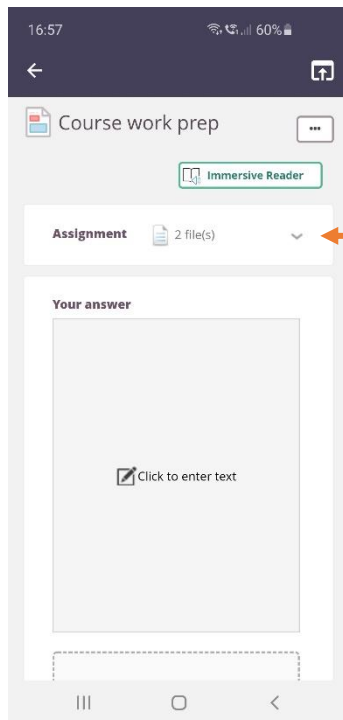 16:57 60%
Course work prep
Immersive Reader
Assignment 2 file(s)
Your answer
Click to enter text